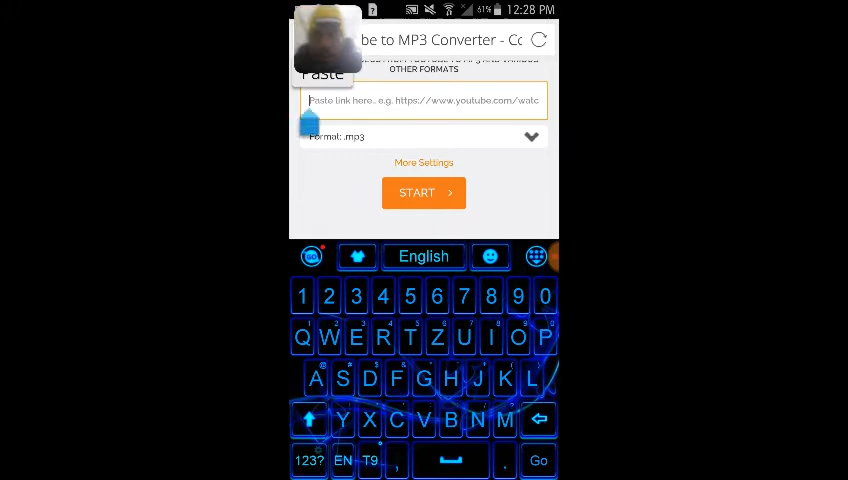 61% 12:28 PM
be to MP3 Converter - Co
OTHER FORMATS
Paste
Paste link here.. e.g. https://www.youtube.com/watc
Format: .mp3
More Settings
START
GO English
1 2 3 4 5 6 7 8 9 0
Q W E R T Z U I O P
A S D F G H J K L
Y X C V B N M
123? EN T9 , . Go